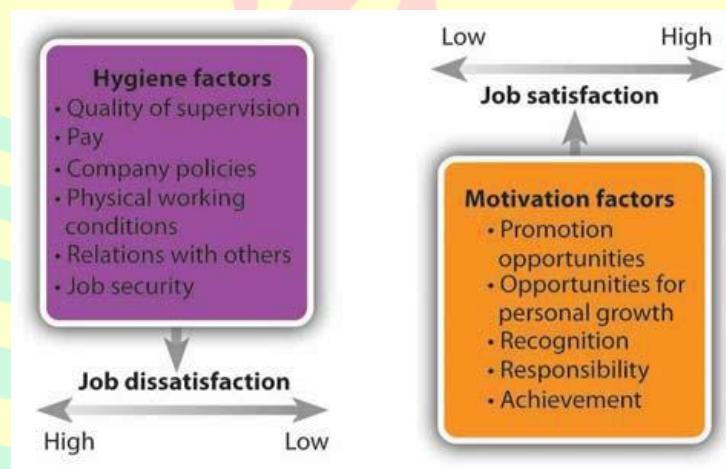 Hygiene factors
• Quality of supervision
• Pay
• Company policies
• Physical working
conditions
• Relations with others
• Job security
Job dissatisfaction
High Low
Low High
Job satisfaction
Motivation factors
• Promotion
opportunities
• Opportunities for
personal growth
• Recognition
• Responsibility
• Achievement